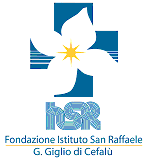 hSR
Fondazione Istituto San Raffaele
G. Giglio di Cefalù